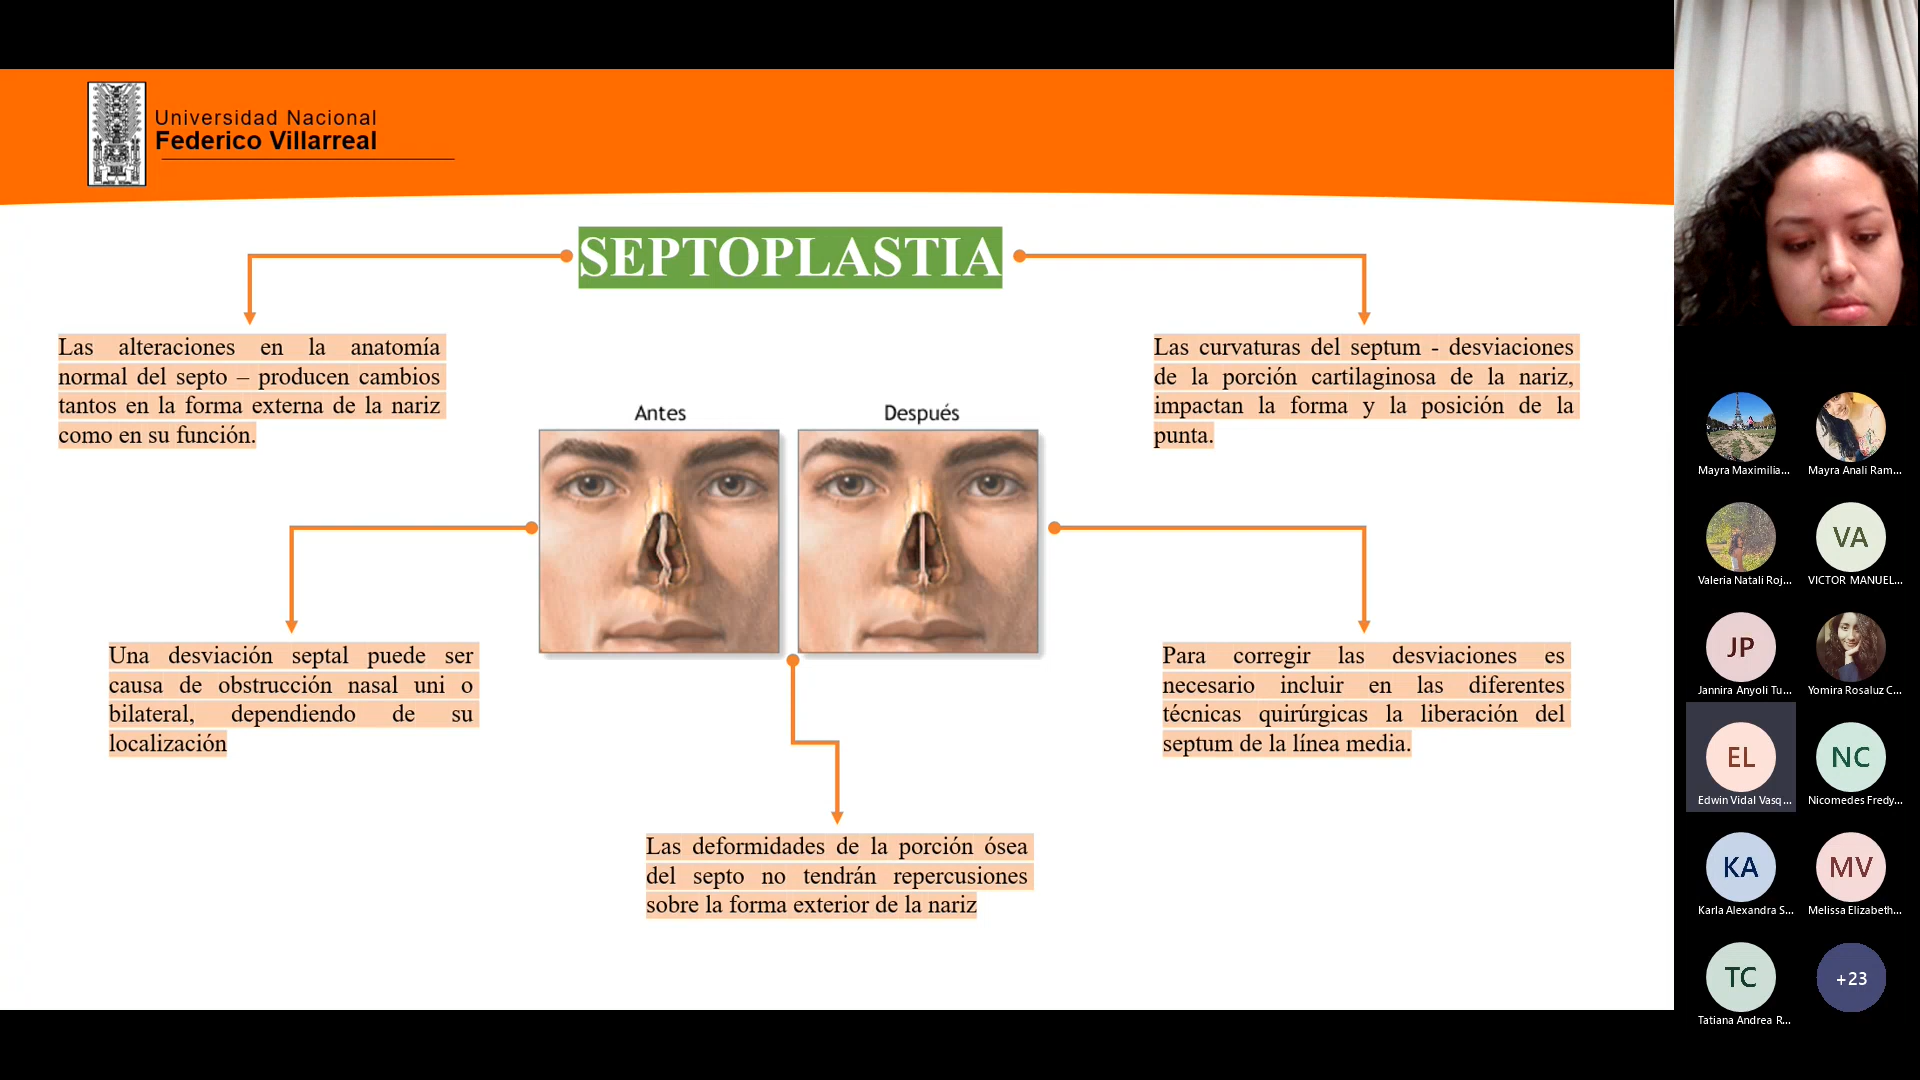 Universidad Nacional
Federico Villarreal
SEPTOPLASTIA
Las alteraciones en la anatomía
normal del septo – producen cambios
tantos en la forma externa de la nariz
como en su función.
Las curvaturas del septum - desviaciones
de la porción cartilaginosa de la nariz,
impactan la forma y la posición de la
punta.
Antes
Después
Una desviación septal puede ser
causa de obstrucción nasal uni o
bilateral, dependiendo de su
localización
Para corregir las desviaciones es
necesario incluir en las diferentes
técnicas quirúrgicas la liberación del
septum de la línea media.
Las deformidades de la porción ósea
del septo no tendrán repercusiones
sobre la forma exterior de la nariz
Mayra Maximilia...
Mayra Anali Ram...
Valeria Natali Roj...
VA
VICTOR MANUEL...
JP
Jannira Anyoli Tu...
Yomira Rosaluz C...
EL
Edwin Vidal Vasq...
NC
Nicomedes Fredy...
KA
Karla Alexandra S...
MV
Melissa Elizabeth...
TC
Tatiana Andrea R...
+23